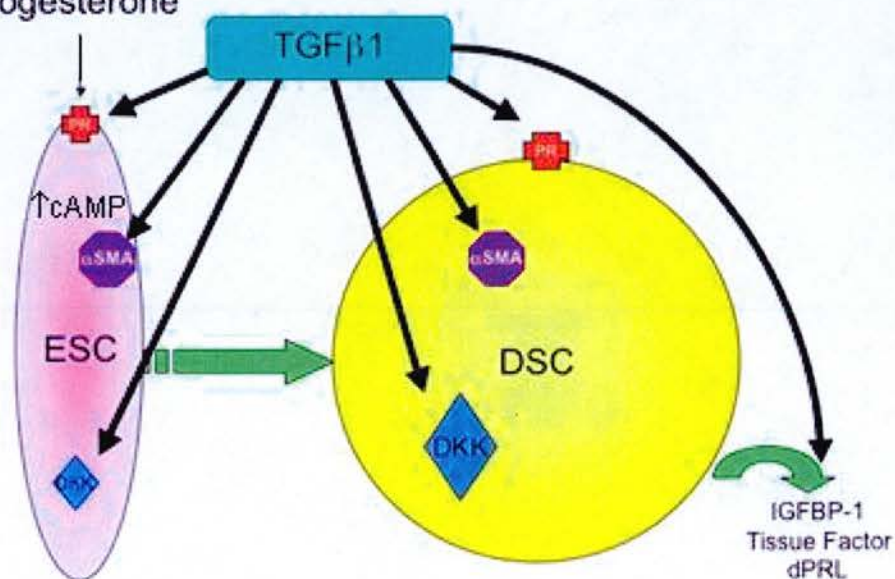 ogesterone
TGFβ1
PR
PR
↑cAMP
αSMA
αSMA
ESC
DSC
DKK
DKK
IGFBP-1
Tissue Factor
dPRL